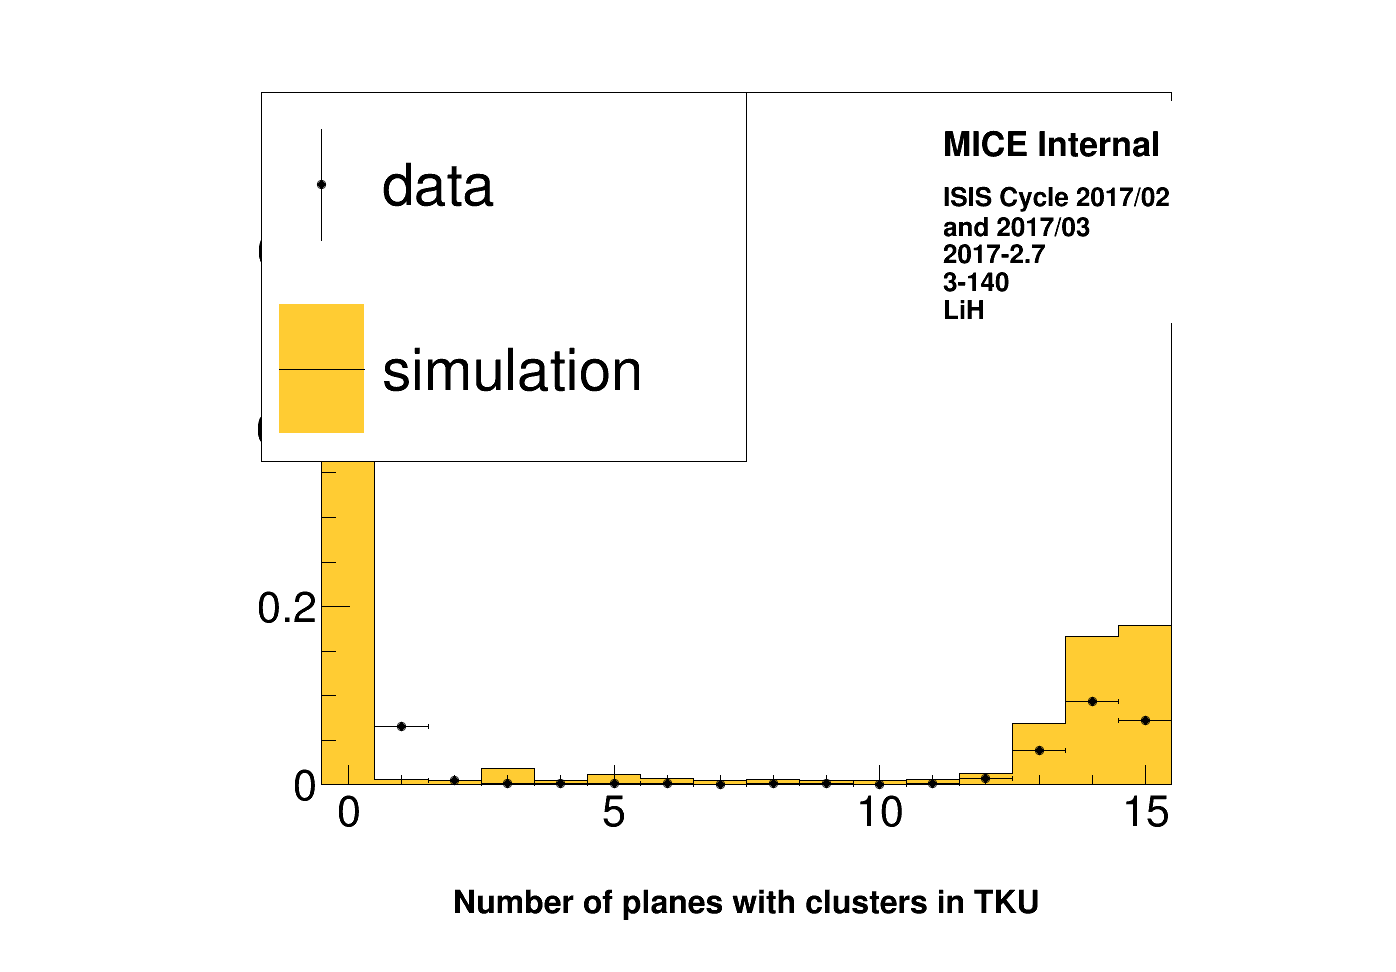 data
simulation
MICE Internal
ISIS Cycle 2017/02
and 2017/03
2017-2.7
3-140
LiH
0.2
0
0 5 10 15
Number of planes with clusters in TKU